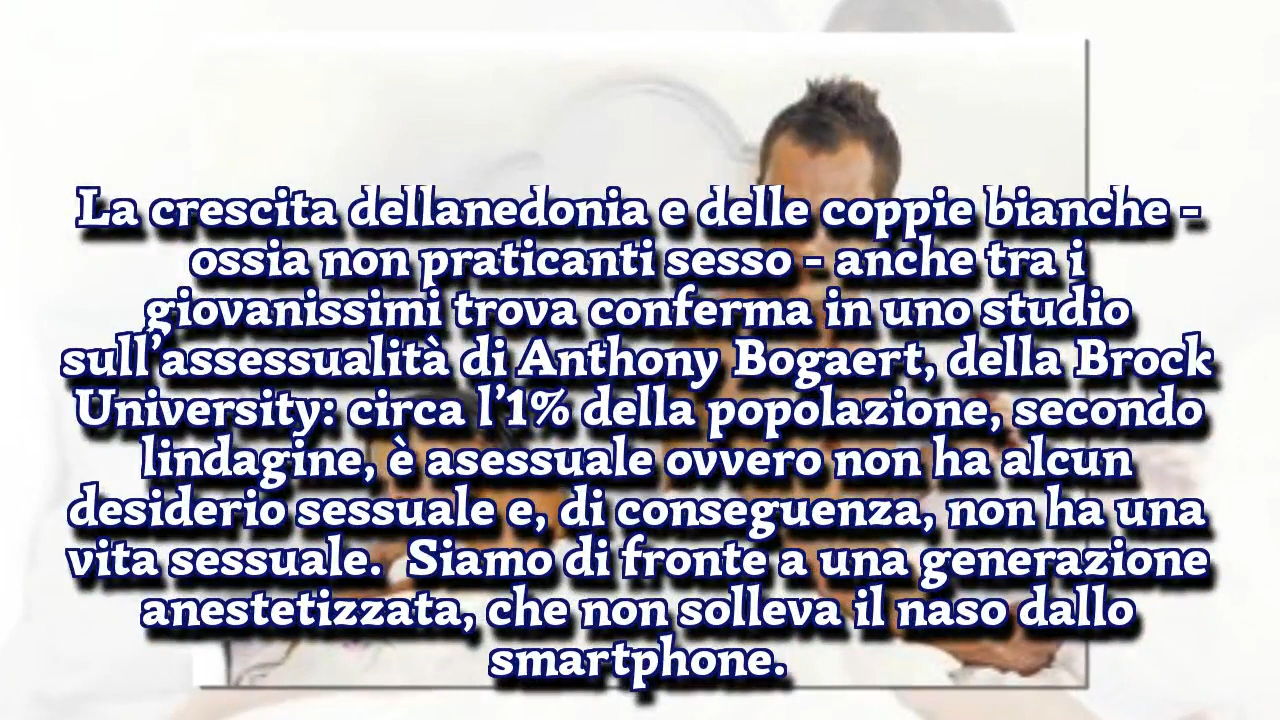 La crescita dellanedonia e delle coppie bianche -
ossia non praticanti sesso - anche tra i
giovanissimi trova conferma in uno studio
sull’assessualità di Anthony Bogaert, della Brock
University: circa l’1% della popolazione, secondo
lindagine, è asessuale ovvero non ha alcun
desiderio sessuale e, di conseguenza, non ha una
vita sessuale.  Siamo di fronte a una generazione
anestetizzata, che non solleva il naso dallo
smartphone.